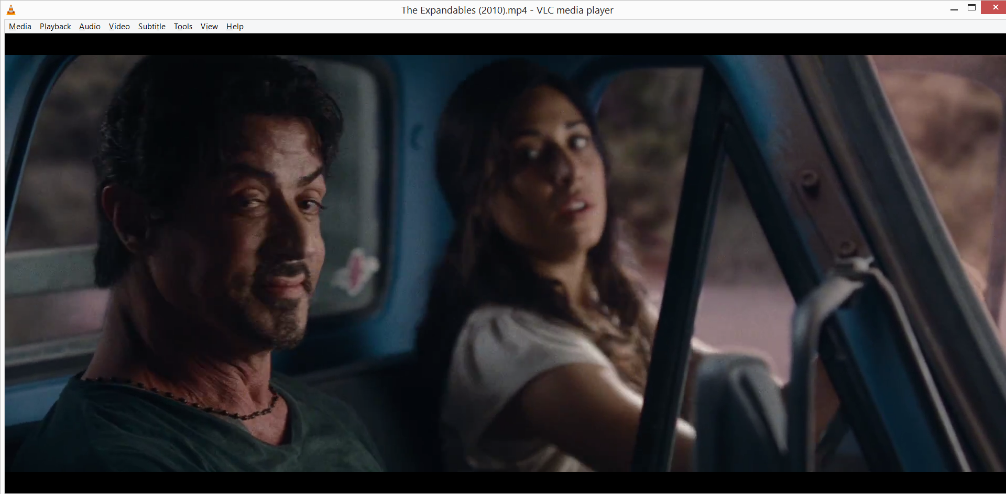 The Expandables (2010).mp4 - VLC media player
Media Playback Audio Video Subtitle Tools View Help